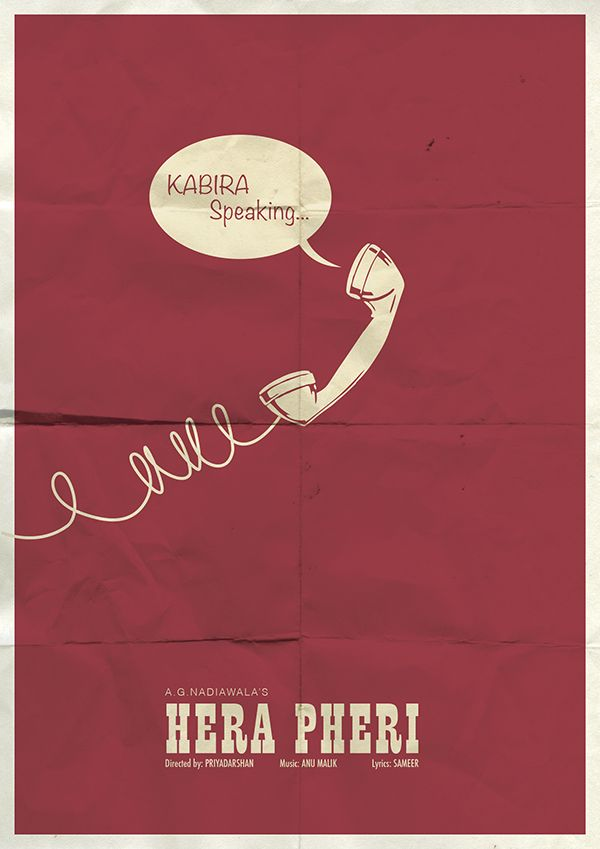 KABIRA
Speaking...
A.G.NADIAWALA'S
HERA PHERI
Directed by: PRIYADARSHAN Music: ANU MALIK Lyrics: SAMEER